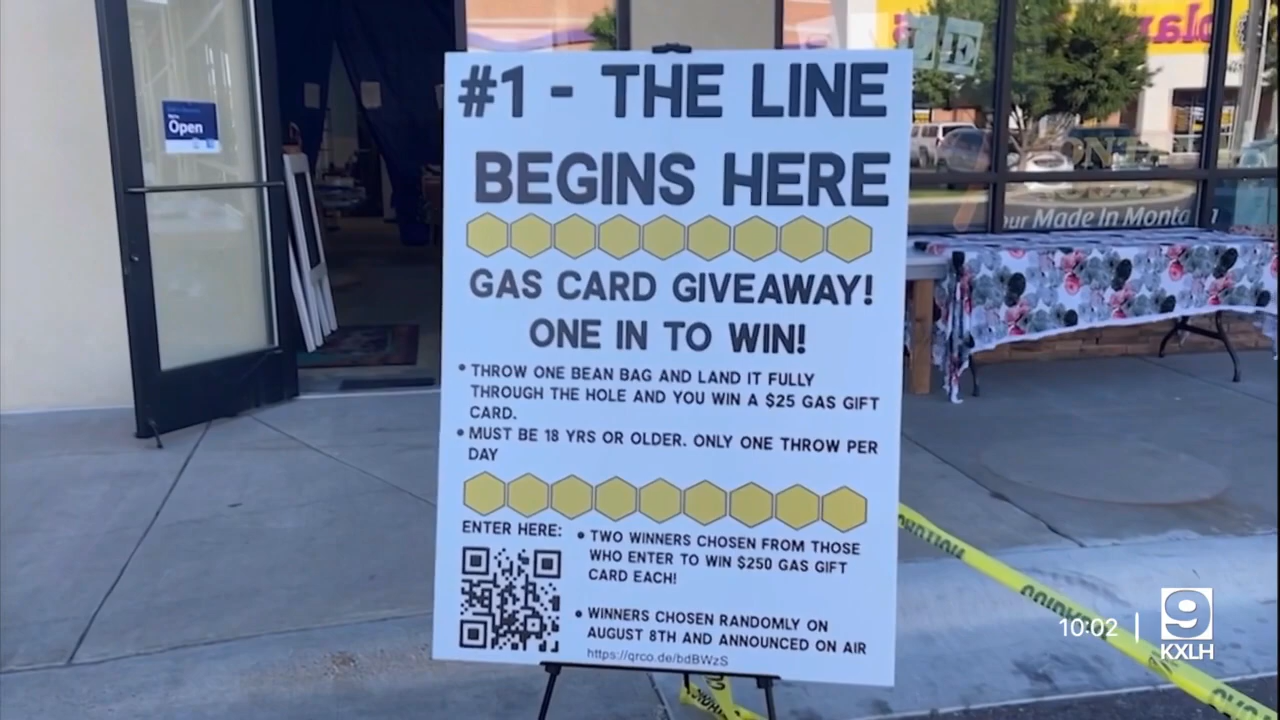 #1 - THE LINE
BEGINS HERE
GAS CARD GIVEAWAY!
ONE IN TO WIN!
• THROW ONE BEAN BAG AND LAND IT FULLY
THROUGH THE HOLE AND YOU WIN A $25 GAS GIFT
CARD.
• MUST BE 18 YRS OR OLDER. ONLY ONE THROW PER
DAY
ENTER HERE:
• TWO WINNERS CHOSEN FROM THOSE
WHO ENTER TO WIN $250 GAS GIFT
CARD EACH!
• WINNERS CHOSEN RANDOMLY ON
AUGUST 8TH AND ANNOUNCED ON AIR
https://qrco.de/bdBWzS
Open
Made In Monta
CAUTION
10:02
9
KXLH